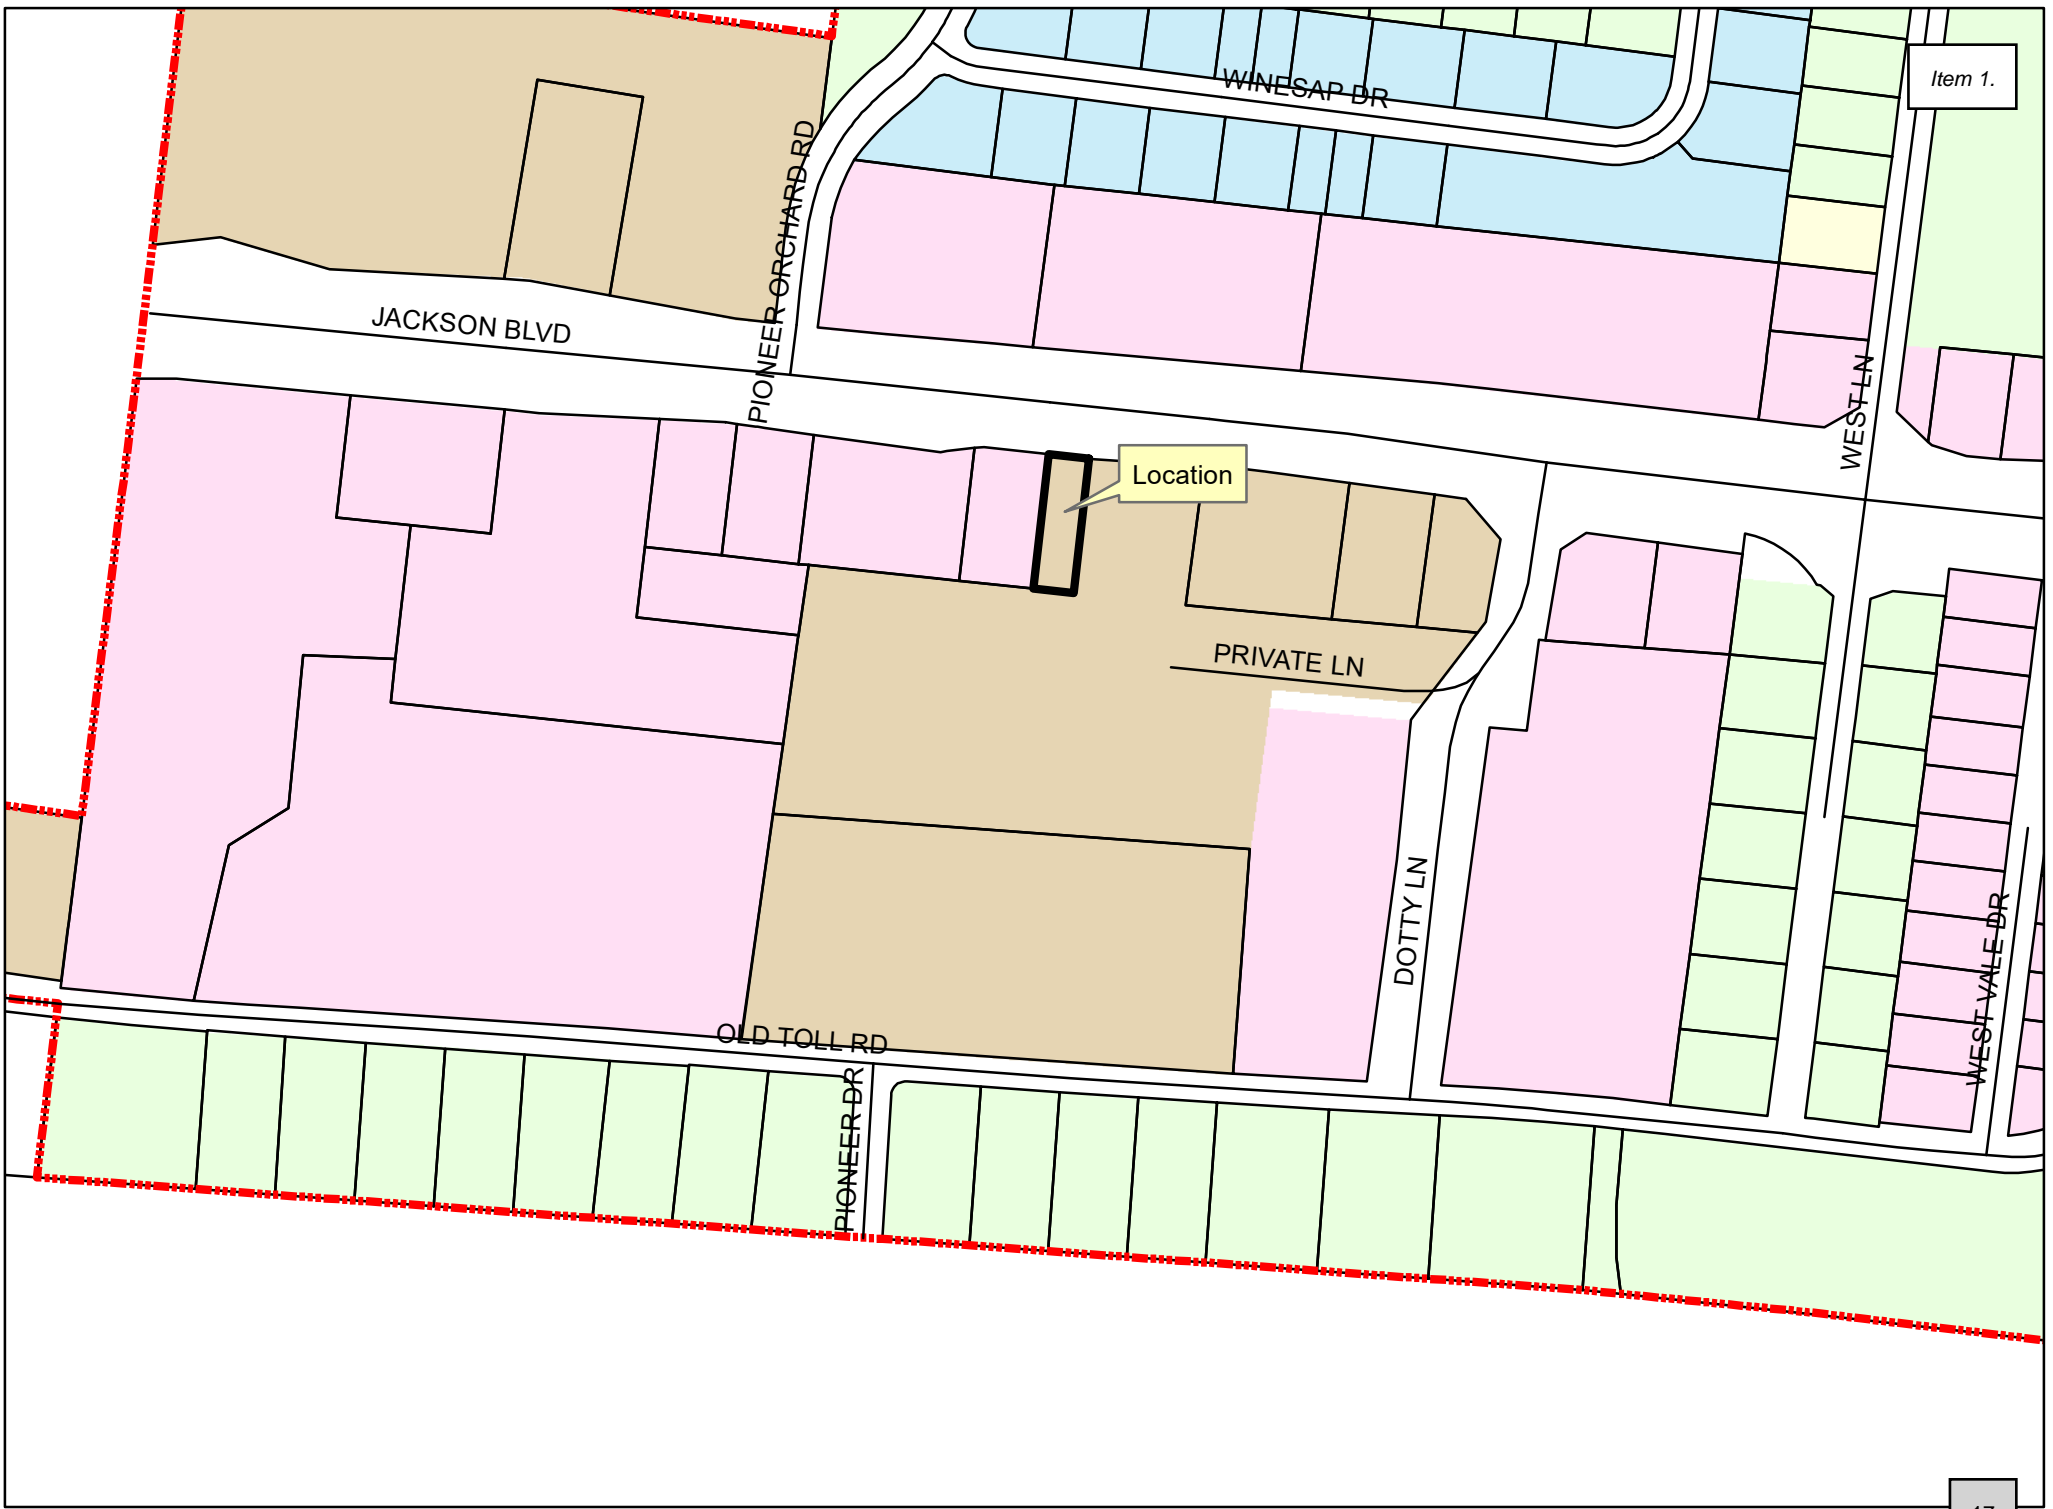 Item 1.
WINESAP DR
PIONEER ORCHARD RD
JACKSON BLVD
WEST LN
Location
PRIVATE LN
DOTTY LN
WEST VALE DR
OLD TOLL RD
PIONEER DR